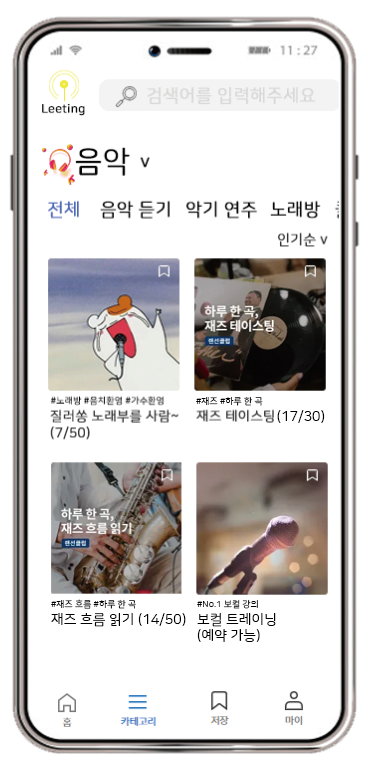 11:27
Leeting
검색어를 입력해주세요
음악 v
전체 음악 듣기 악기 연주 노래방
인기순 v
#노래방 #음치환영 #가수환영
질러쏭 노래부를 사람~
(7/50)
하루 한 곡,
재즈 테이스팅
랜선클럽
#재즈 #하루 한 곡
재즈 테이스팅(17/30)
하루 한 곡,
재즈 흐름 읽기
랜선클럽
#재즈 흐름 #하루 한 곡
재즈 흐름 읽기 (14/50)
#No.1 보컬 강의
보컬 트레이닝
(예약 가능)
홈 카테고리 저장 마이